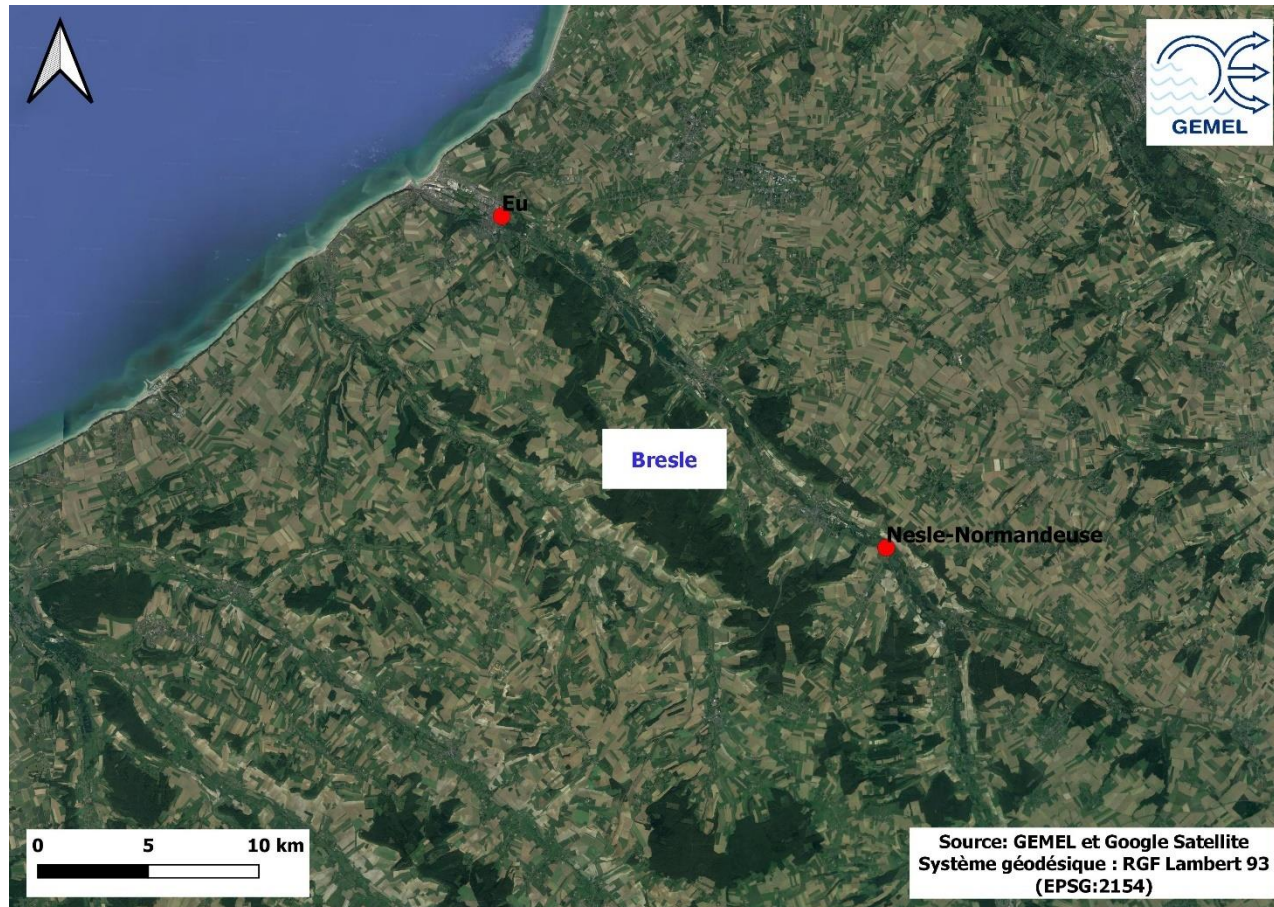 GEMEL
Eu
Bresle
Nesle-Normandeuse
0 5 10 km
Source: GEMEL et Google Satellite
Système géodésique : RGF Lambert 93
(EPSG:2154)